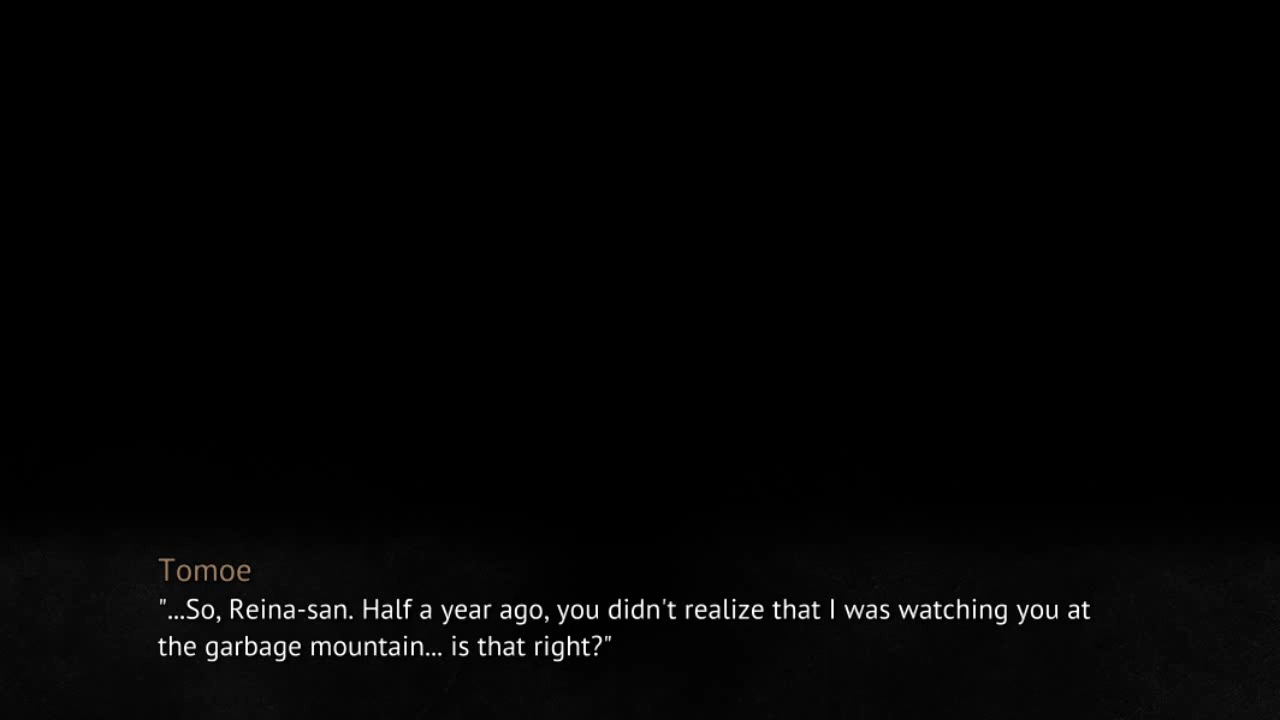 Tomoe
"...So, Reina-san. Half a year ago, you didn't realize that I was watching you at
the garbage mountain... is that right?"